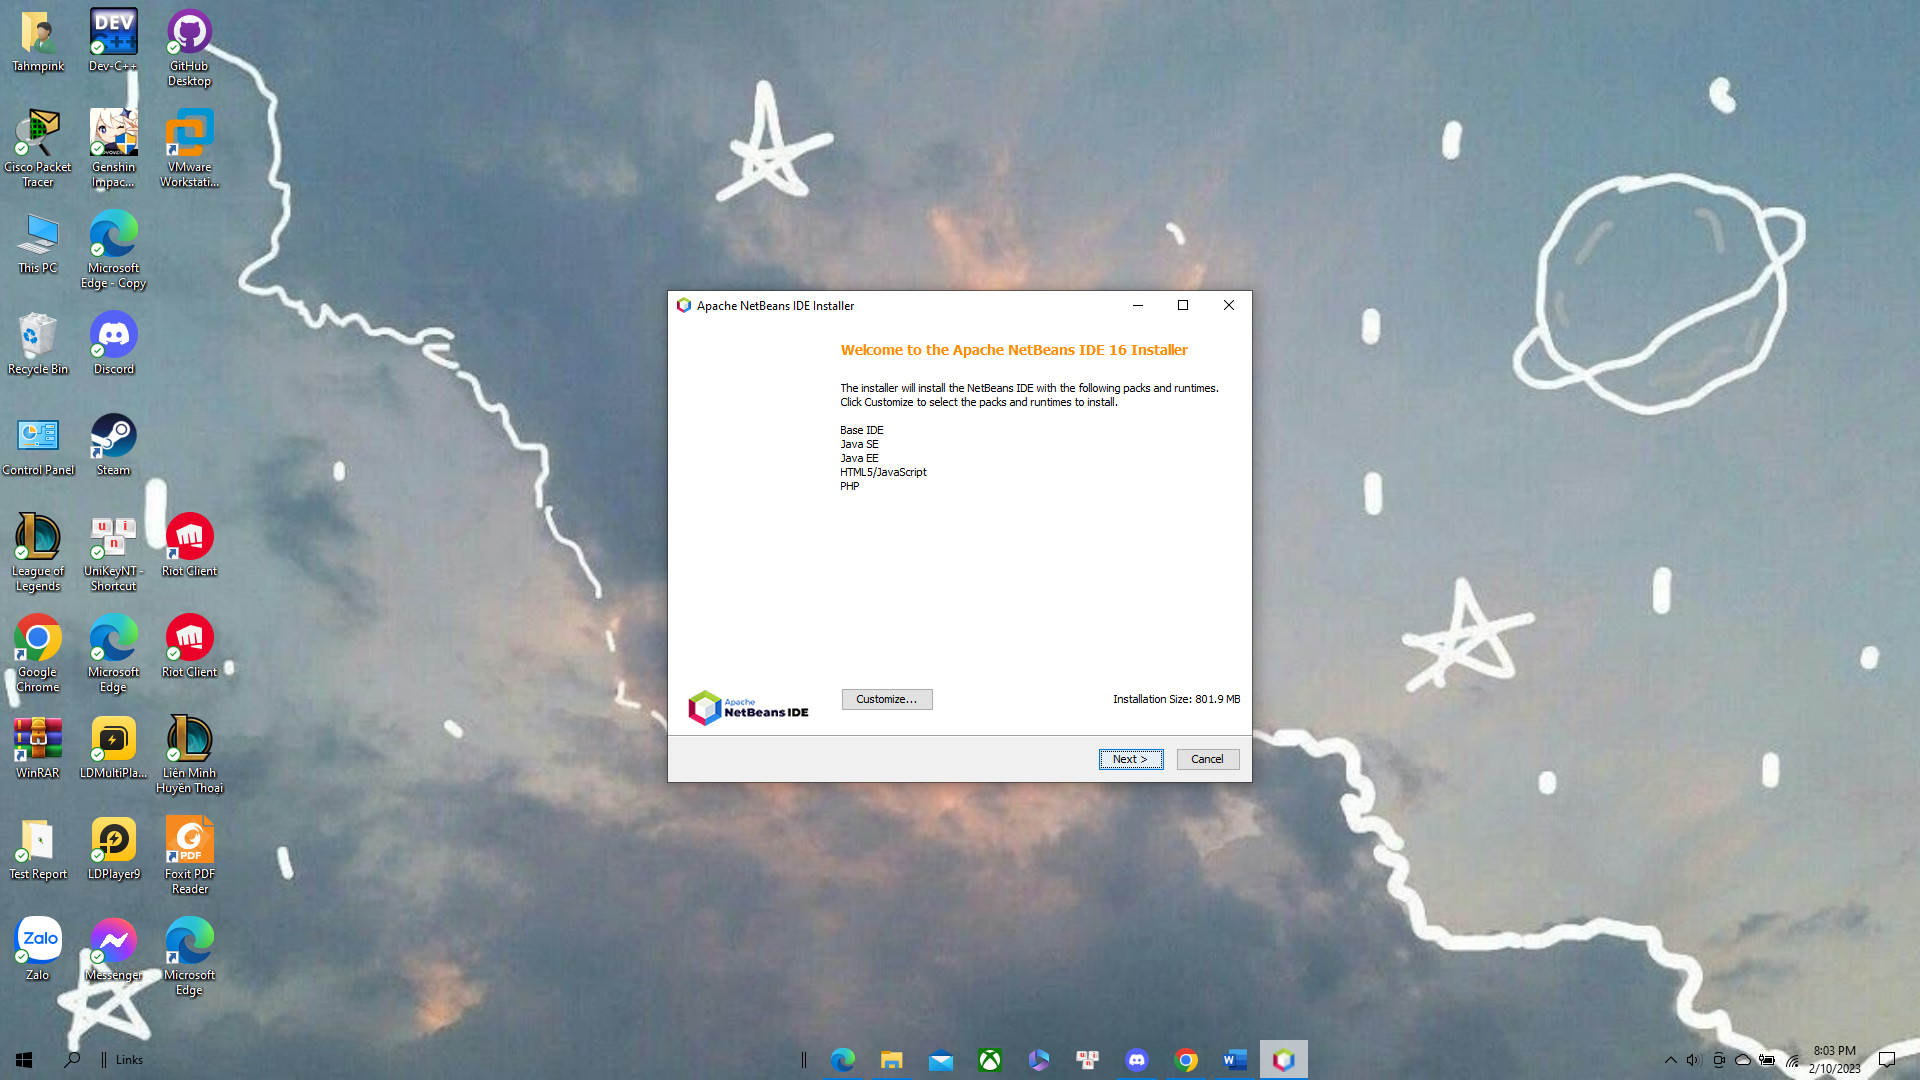 Tahmpink
Dev-C++
GitHub
Desktop
DEV
C++
Cisco Packet
Tracer
Genshin
Impac...
VMware
Workstati...
This PC
Microsoft
Edge - Copy
Recycle Bin
Discord
Control Panel
Steam
League of
Legends
UniKeyNT -
Shortcut
u i
n
Riot Client
Google
Chrome
Microsoft
Edge
Riot Client
WinRAR
LDMultiPla...
Liên Minh
Huyền Thoại
Test Report
LDPlayer9
PDF
Foxit PDF
Reader
Zalo
Zalo
Messenger
Microsoft
Edge
Apache NetBeans IDE Installer
Welcome to the Apache NetBeans IDE 16 Installer
The installer will install the NetBeans IDE with the following packs and runtimes.
Click Customize to select the packs and runtimes to install.
Base IDE
Java SE
Java EE
HTML5/JavaScript
PHP
Apache
NetBeans IDE
Customize...
Installation Size: 801.9 MB
Next >
Cancel
Links
u i
n
W
8:03 PM
2/10/2023